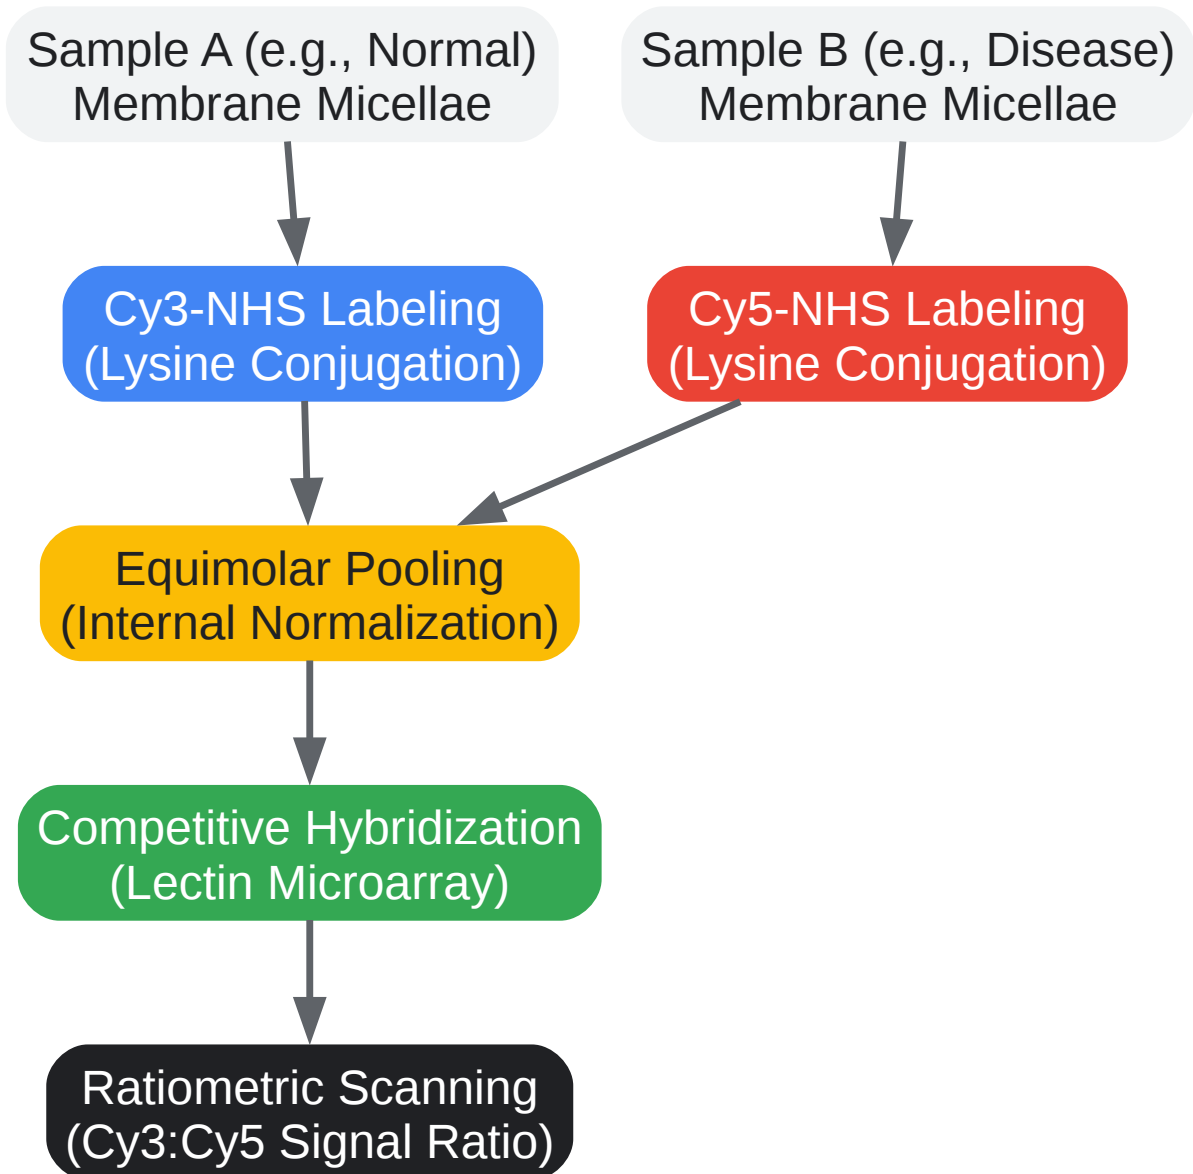 Sample A (e.g., Normal)
Membrane Micellae
Sample B (e.g., Disease)
Membrane Micellae
Cy3-NHS Labeling
(Lysine Conjugation)
Cy5-NHS Labeling
(Lysine Conjugation)
Equimolar Pooling
(Internal Normalization)
Competitive Hybridization
(Lectin Microarray)
Ratiometric Scanning
(Cy3:Cy5 Signal Ratio)